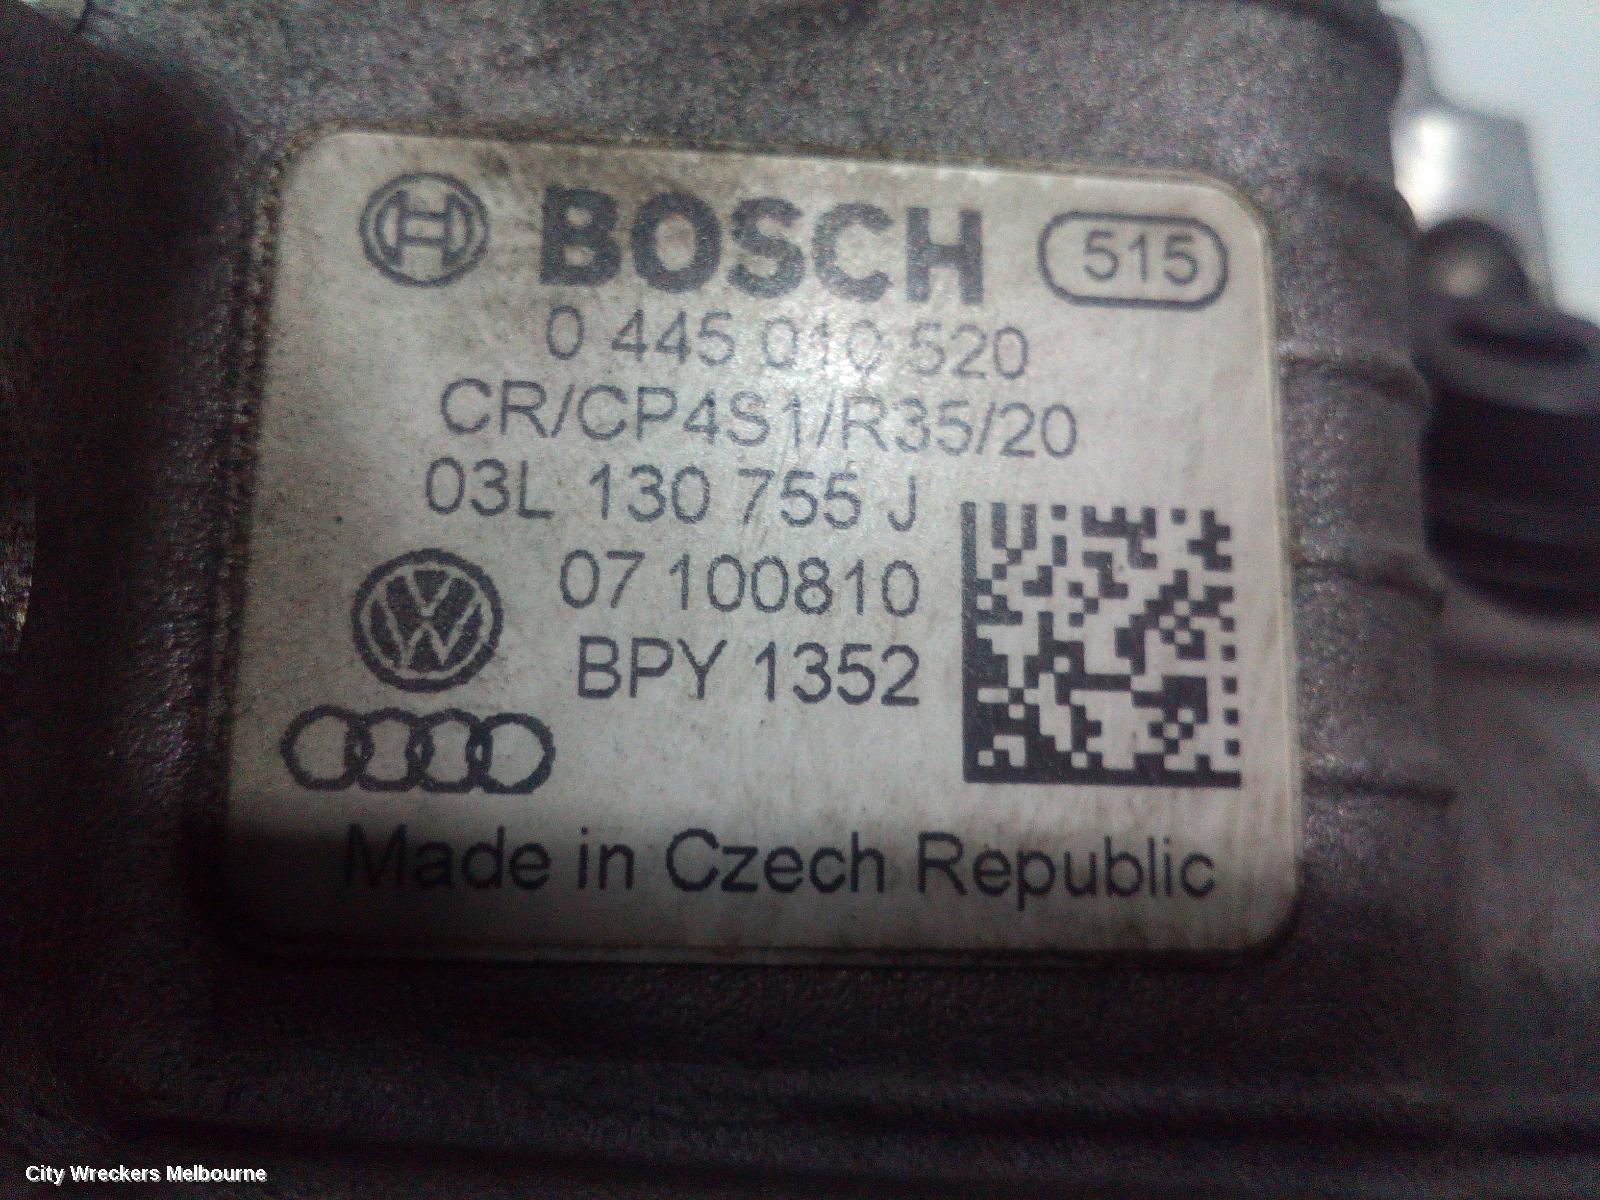 BOSCH 515
0 445 010 520
CR/CP4S1/R35/20
03L 130 755 J
07 100810
BPY 1352
Made in Czech Republic
City Wreckers Melbourne